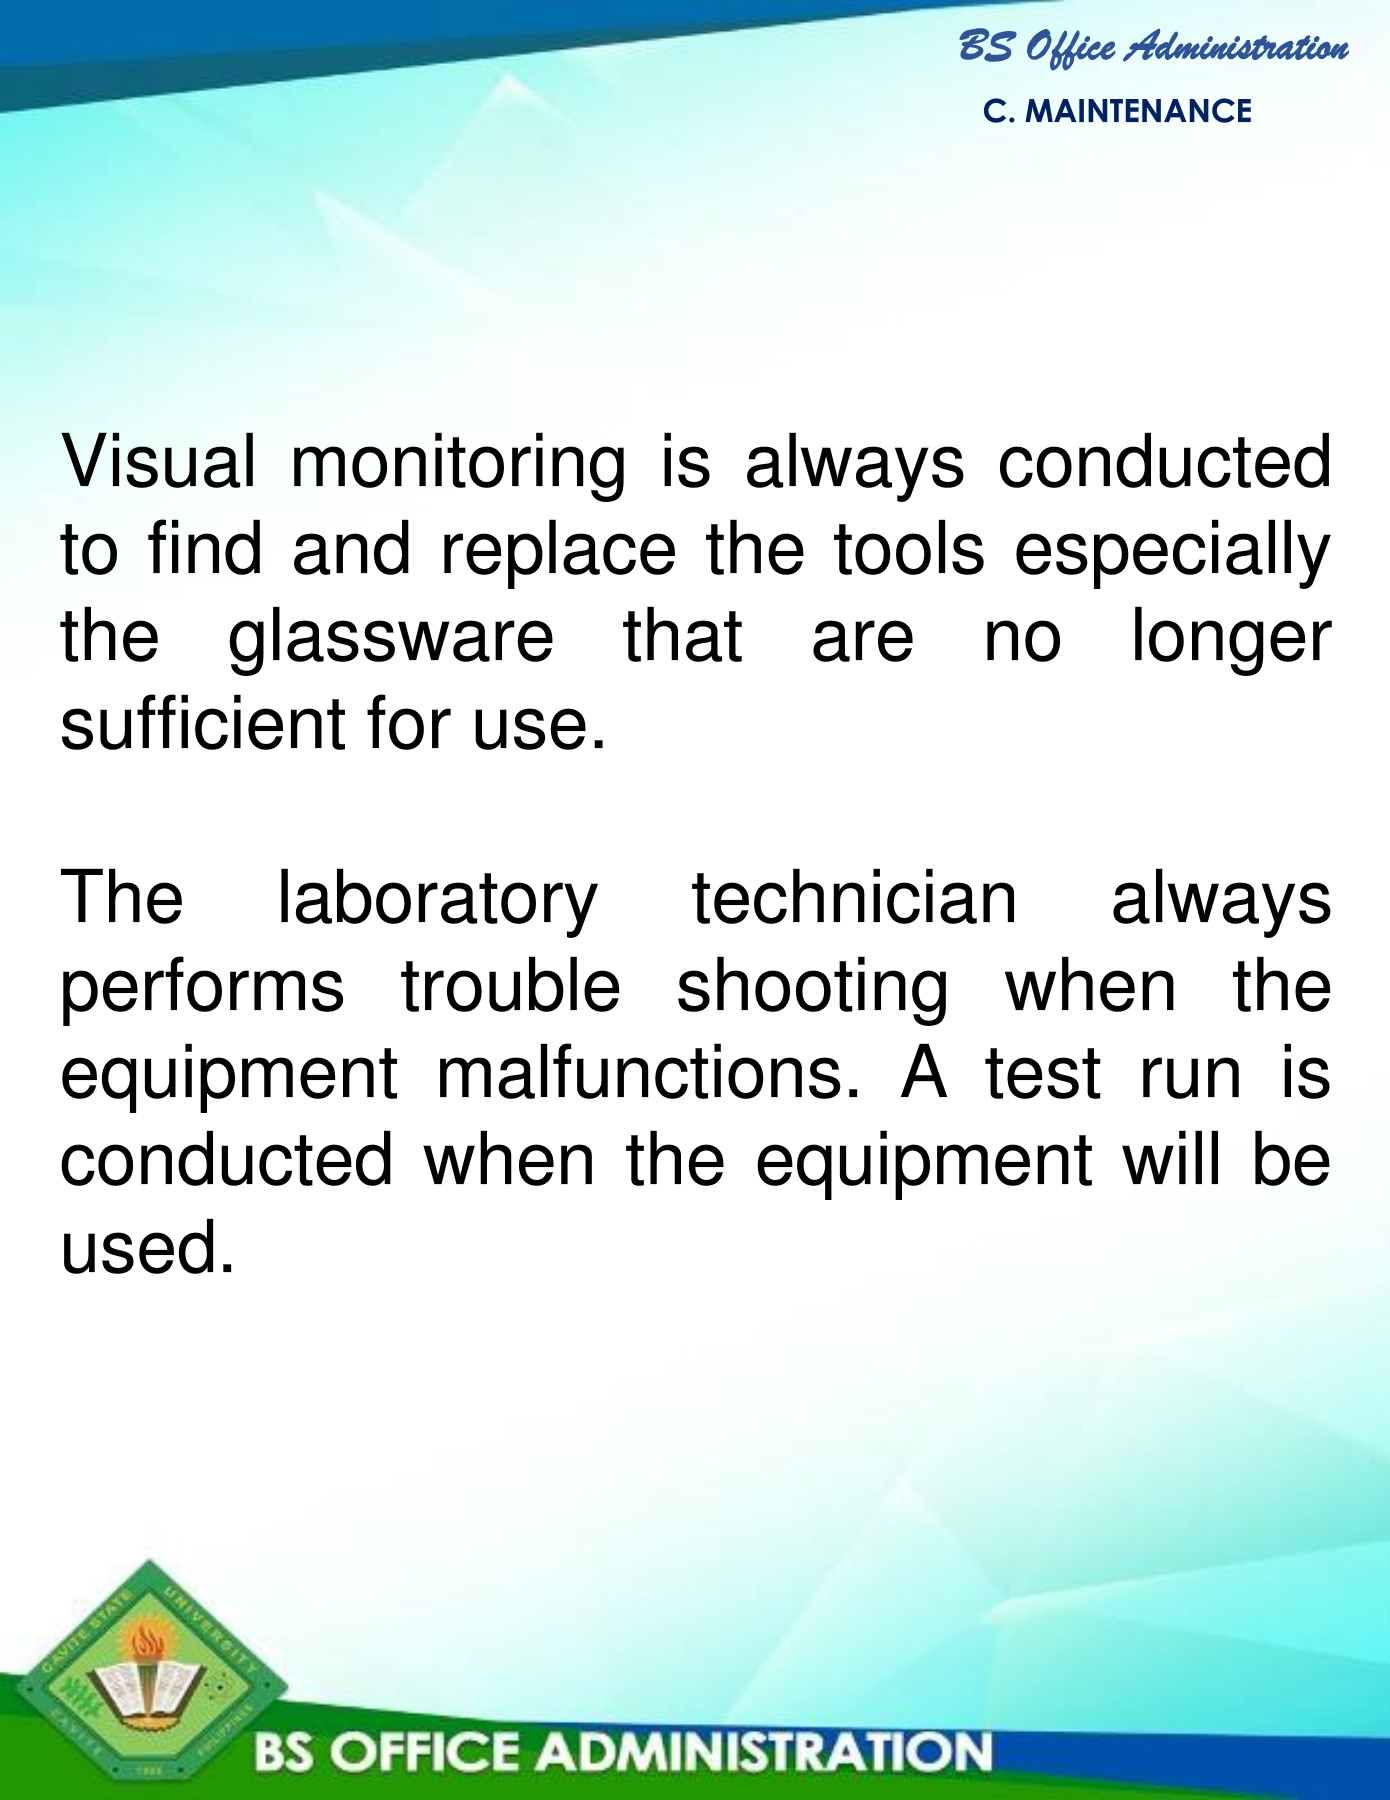 BS Office Administration
C. MAINTENANCE
Visual monitoring is always conducted
to find and replace the tools especially
the glassware that are no longer
sufficient for use.
The laboratory technician always
performs trouble shooting when the
equipment malfunctions. A test run is
conducted when the equipment will be
used.
CAVITE STATE UNIVERSITY
CAVITE PHILIPPINES
BS OFFICE ADMINISTRATION